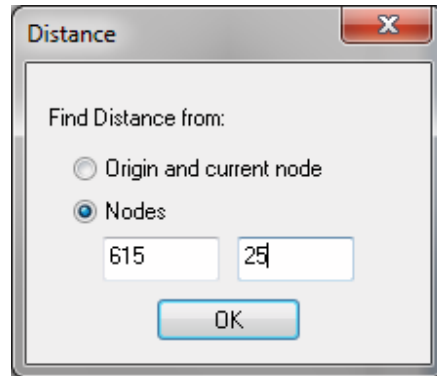 Distance
Find Distance from:
Origin and current node
Nodes
615 25
OK